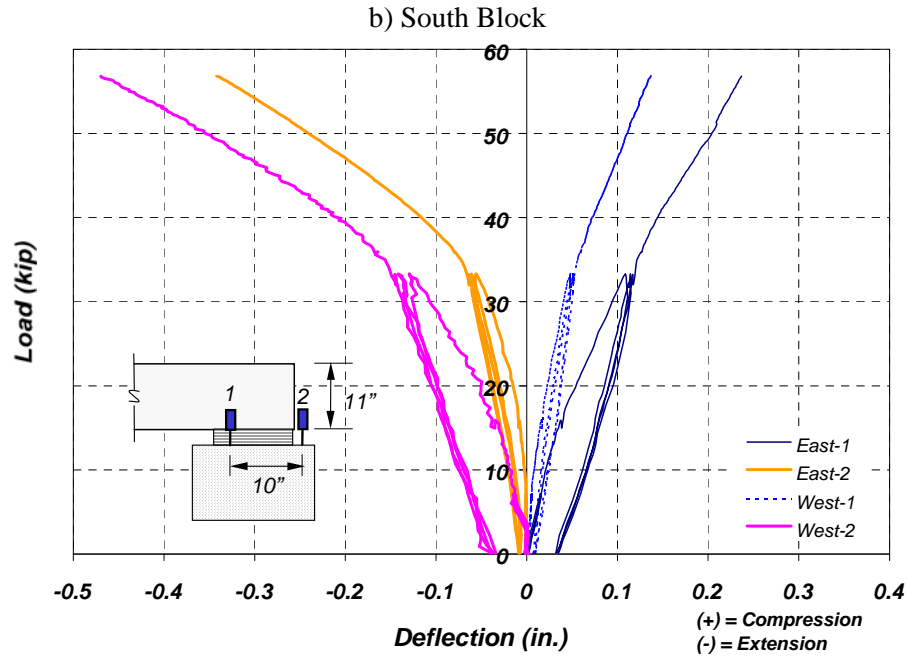 b) South Block
60
50
40
30
20
10
0
Load (kip)
1
2
11”
10”
East-1
East-2
West-1
West-2
-0.5 -0.4 -0.3 -0.2 -0.1 0 0.1 0.2 0.3 0.4
Deflection (in.)
(+) = Compression
(-) = Extension